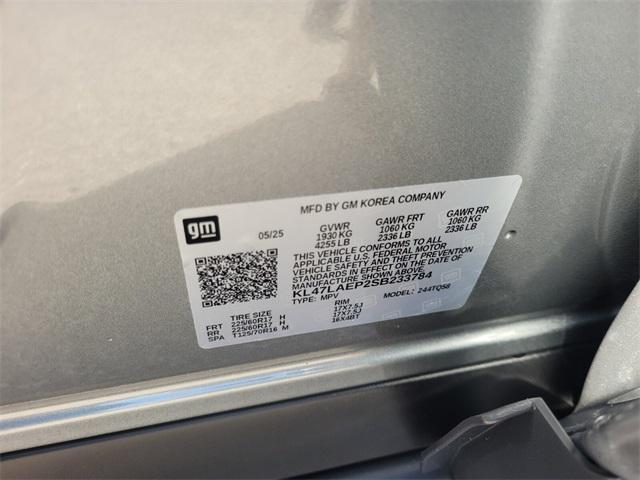 MFD BY GM KOREA COMPANY
gm
05/25
GVWR GAWR FRT GAWR RR
1930 KG 1060 KG 1060 KG
4255 LB 2336 LB 2336 LB
THIS VEHICLE CONFORMS TO ALL
APPLICABLE U.S. FEDERAL MOTOR
VEHICLE SAFETY AND THEFT PREVENTION
STANDARDS IN EFFECT ON THE DATE OF
MANUFACTURE SHOWN ABOVE.
KL47LAEP2SB233784
TYPE: MPV MODEL: 244TQ58
TIRE SIZE RIM
FRT 225/60R17 H 17X7.5J
RR 225/60R17 H 17X7.5J
SPA T125/70R16 M 16X4BT